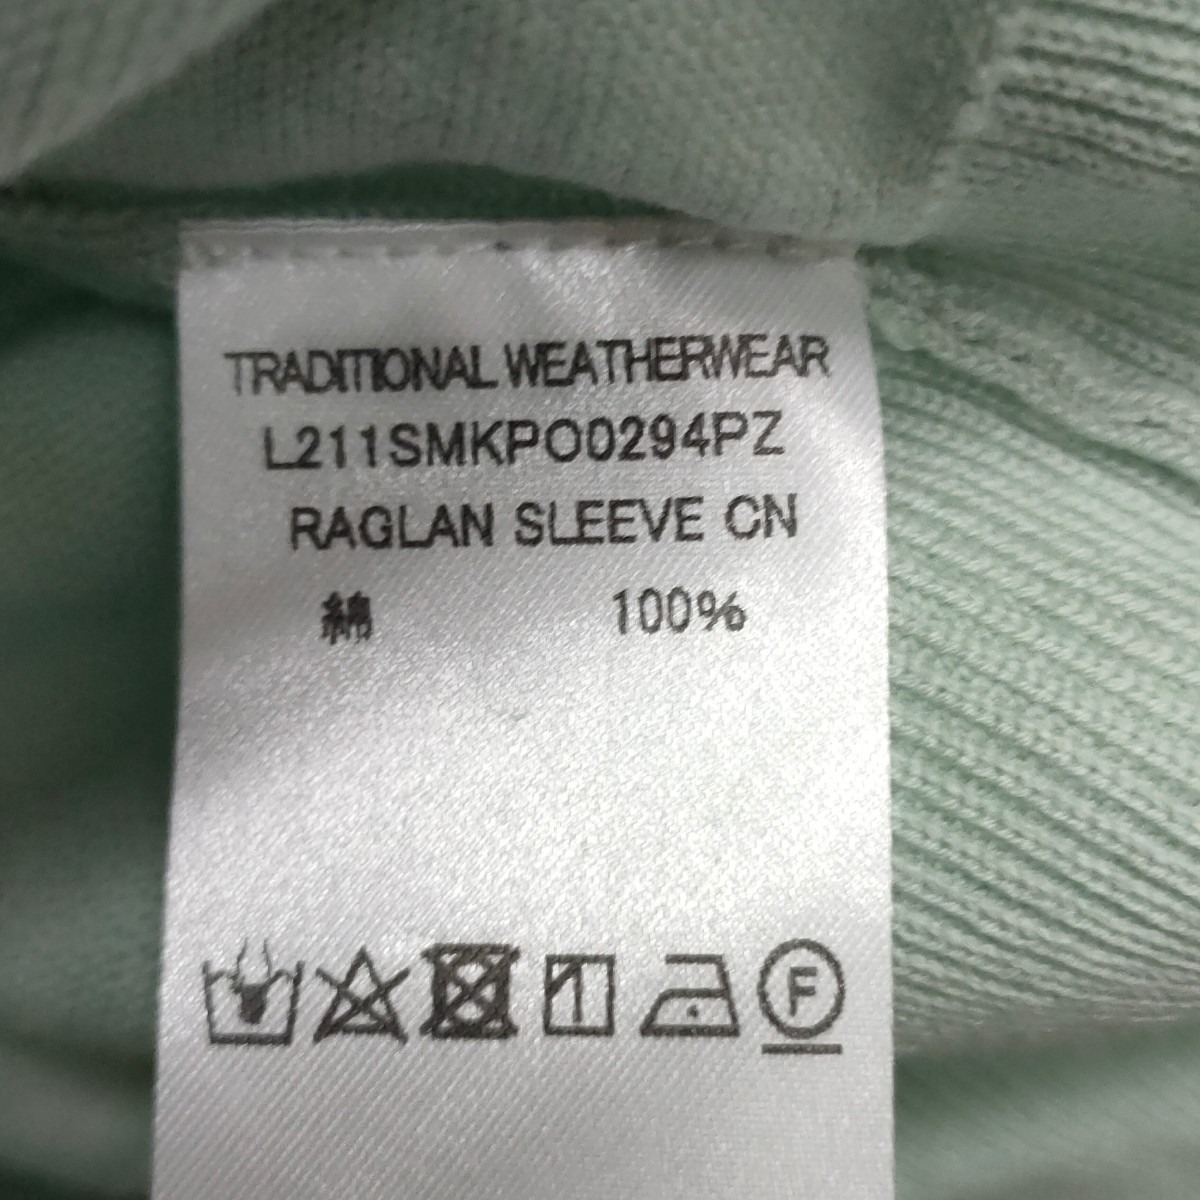 TRADITIONAL WEATHERWEAR
L211SMKPO0294PZ
RAGLAN SLEEVE CN
綿 100%
F